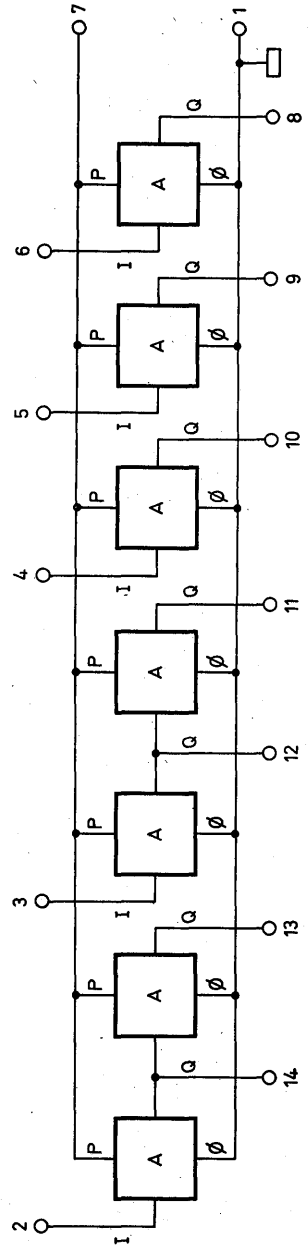 2 3 4 5 6
7
P P P P P P P
I I I I I
A A A A A A A
Q Q Q Q Q Q Q
Ø Ø Ø Ø Ø Ø Ø
1
14 13 12 11 10 9 8